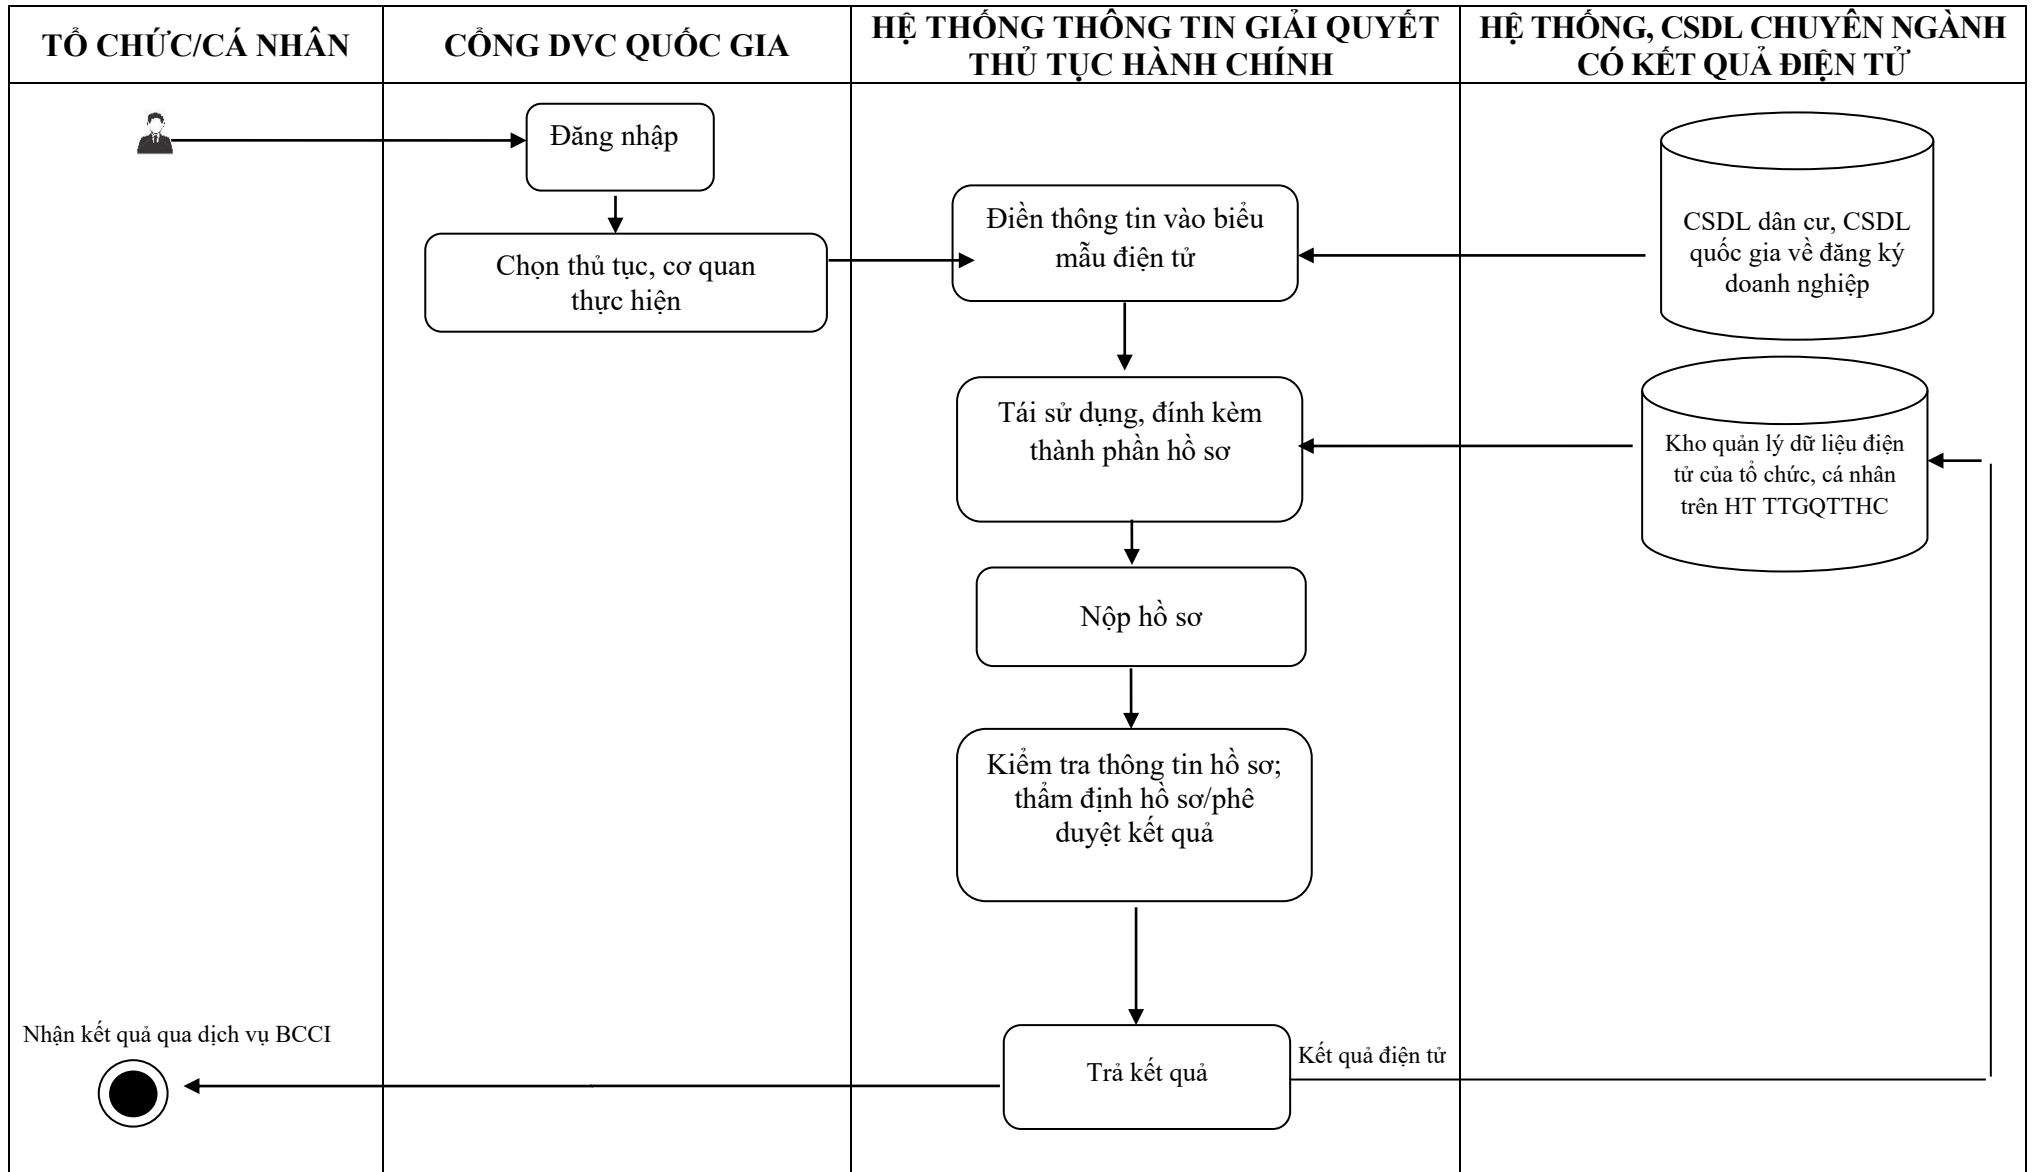 TỔ CHỨC/CÁ NHÂN
CỔNG DVC QUỐC GIA
HỆ THỐNG THÔNG TIN GIẢI QUYẾT
THỦ TỤC HÀNH CHÍNH
HỆ THỐNG, CSDL CHUYÊN NGÀNH
CÓ KẾT QUẢ ĐIỆN TỬ
Đăng nhập
Chọn thủ tục, cơ quan
thực hiện
Điền thông tin vào biểu
mẫu điện tử
CSDL dân cư, CSDL
quốc gia về đăng ký
doanh nghiệp
Tái sử dụng, đính kèm
thành phần hồ sơ
Kho quản lý dữ liệu điện
tử của tổ chức, cá nhân
trên HT TTGQTTHC
Nộp hồ sơ
Kiểm tra thông tin hồ sơ;
thẩm định hồ sơ/phê
duyệt kết quả
Nhận kết quả qua dịch vụ BCCI
Trả kết quả
Kết quả điện tử